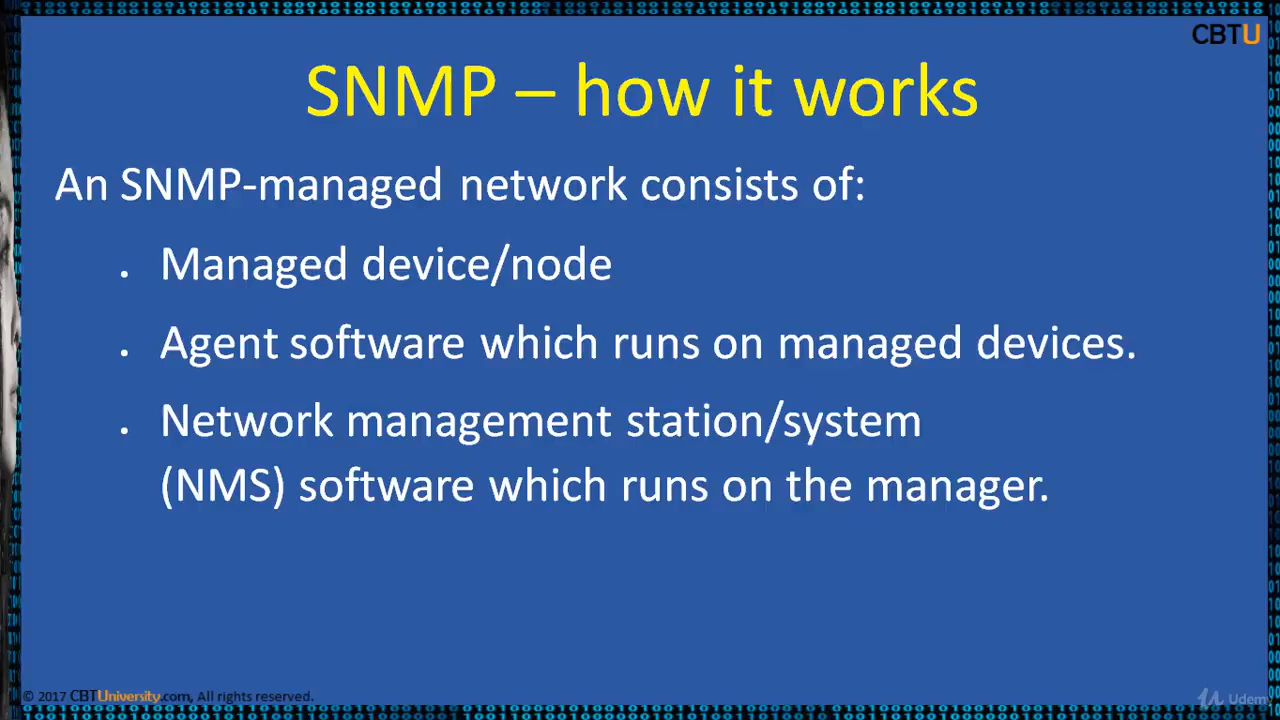 CBTU
SNMP – how it works
An SNMP-managed network consists of:
• Managed device/node
• Agent software which runs on managed devices.
• Network management station/system
(NMS) software which runs on the manager.
© 2017 CBTUniversity.com, All rights reserved.
Udemy